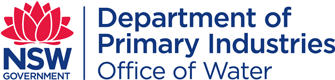 NSW
GOVERNMENT
Department of
Primary Industries
Office of Water